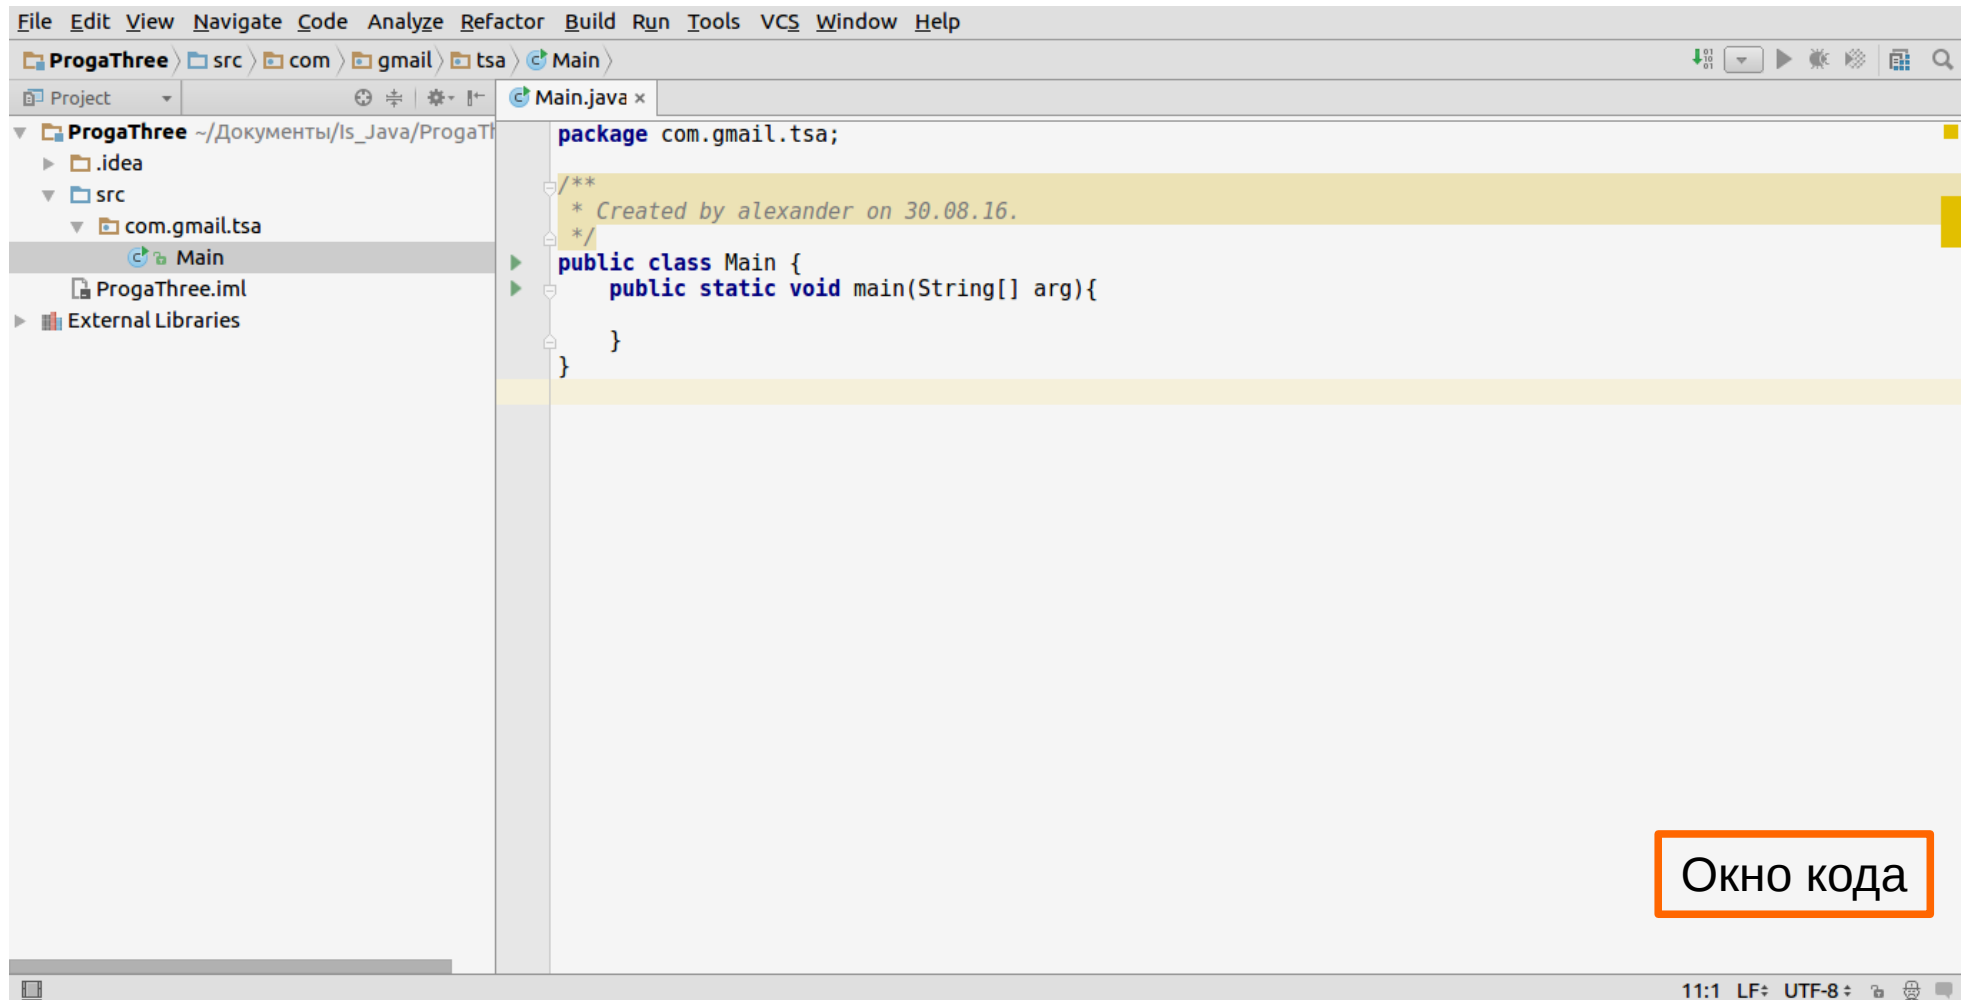 File Edit View Navigate Code Analyze Refactor Build Run Tools VCS Window Help
ProgaThree src com gmail tsa Main
Project
Main.java
ProgaThree ~/Документы/Is_Java/ProgaTh
.idea
src
com.gmail.tsa
Main
ProgaThree.iml
External Libraries
package com.gmail.tsa;
/**
* Created by alexander on 30.08.16.
*/
public class Main {
public static void main(String[] arg){
}
}
Окно кода
11:1 LF UTF-8